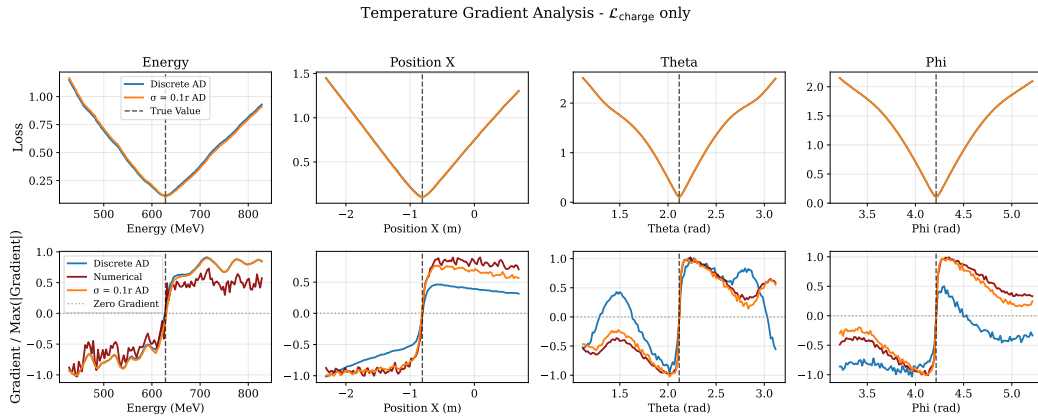 Temperature Gradient Analysis - ℒcharge only
Energy
Position X
Theta
Phi
Loss
1.00
0.75
0.50
0.25
Discrete AD
σ = 0.1r AD
True Value
500
600
700
800
Energy (MeV)
1.5
1.0
0.5
−2
−1
0
Position X (m)
2
1
0
1.5
2.0
2.5
3.0
Theta (rad)
2.0
1.5
1.0
0.5
3.5
4.0
4.5
5.0
Phi (rad)
Gradient / Max(|Gradient|)
1.0
0.5
0.0
−0.5
−1.0
Discrete AD
Numerical
σ = 0.1r AD
Zero Gradient
500
600
700
800
Energy (MeV)
0.5
0.0
−0.5
−1.0
−2
−1
0
Position X (m)
1.0
0.5
0.0
−0.5
−1.0
1.5
2.0
2.5
3.0
Theta (rad)
1.0
0.5
0.0
−0.5
−1.0
3.5
4.0
4.5
5.0
Phi (rad)